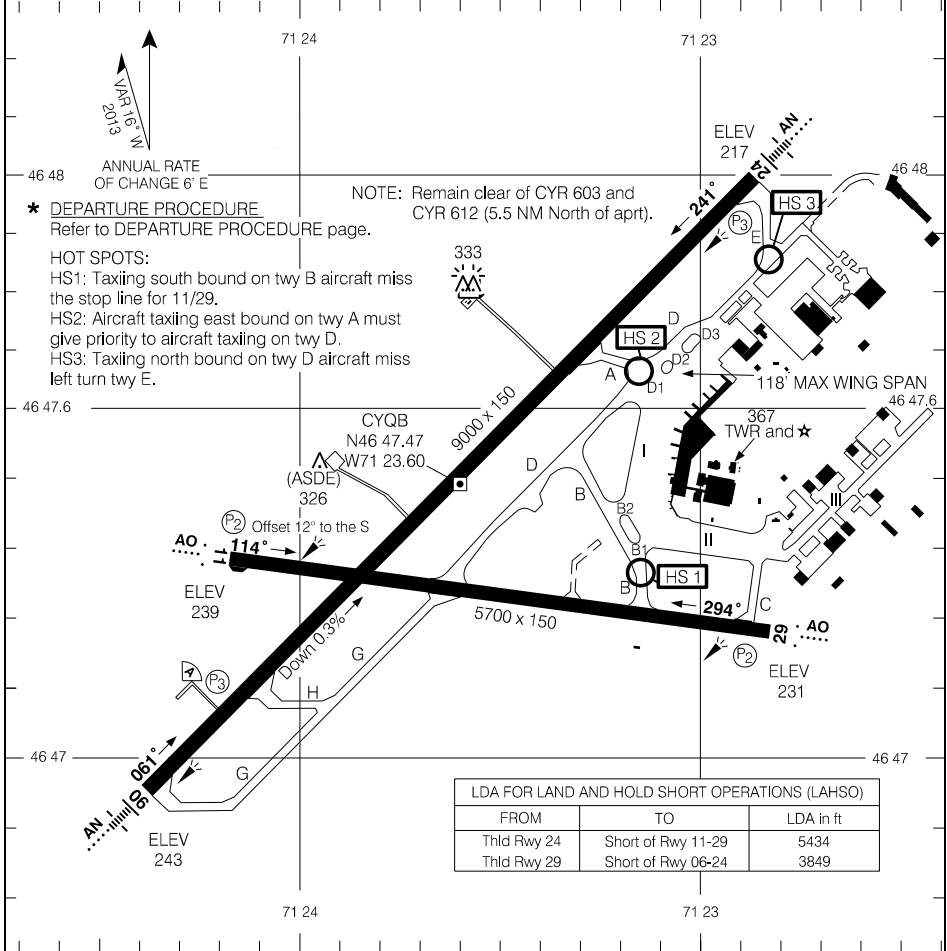 71 24
71 23
VAR 16° W
2013
ANNUAL RATE
OF CHANGE 6' E
ELEV
217
AN
24
241°
46 48
46 48
NOTE: Remain clear of CYR 603 and
CYR 612 (5.5 NM North of aprt).
* DEPARTURE PROCEDURE
Refer to DEPARTURE PROCEDURE page.
HOT SPOTS:
HS1: Taxiing south bound on twy B aircraft miss
the stop line for 11/29.
HS2: Aircraft taxiing east bound on twy A must
give priority to aircraft taxiing on twy D.
HS3: Taxiing north bound on twy D aircraft miss
left turn twy E.
HS 3
P3
E
333
D
HS 2
D3
D2
A
D1
118' MAX WING SPAN
46 47.6
46 47.6
9000 x 150
367
TWR and ☆
CYQB
N46 47.47
W71 23.60
(ASDE)
326
D
I
B
III
B2
P2 Offset 12° to the S
AO
11
114°
II
B1
HS 1
B
ELEV
239
5700 x 150
294°
C
29
AO
P2
ELEV
231
Down 0.3%
G
H
A
P3
G
061°
06
AN
ELEV
243
46 47
46 47
LDA FOR LAND AND HOLD SHORT OPERATIONS (LAHSO)
FROM TO LDA in ft
Thld Rwy 24 Short of Rwy 11-29 5434
Thld Rwy 29 Short of Rwy 06-24 3849
71 24
71 23